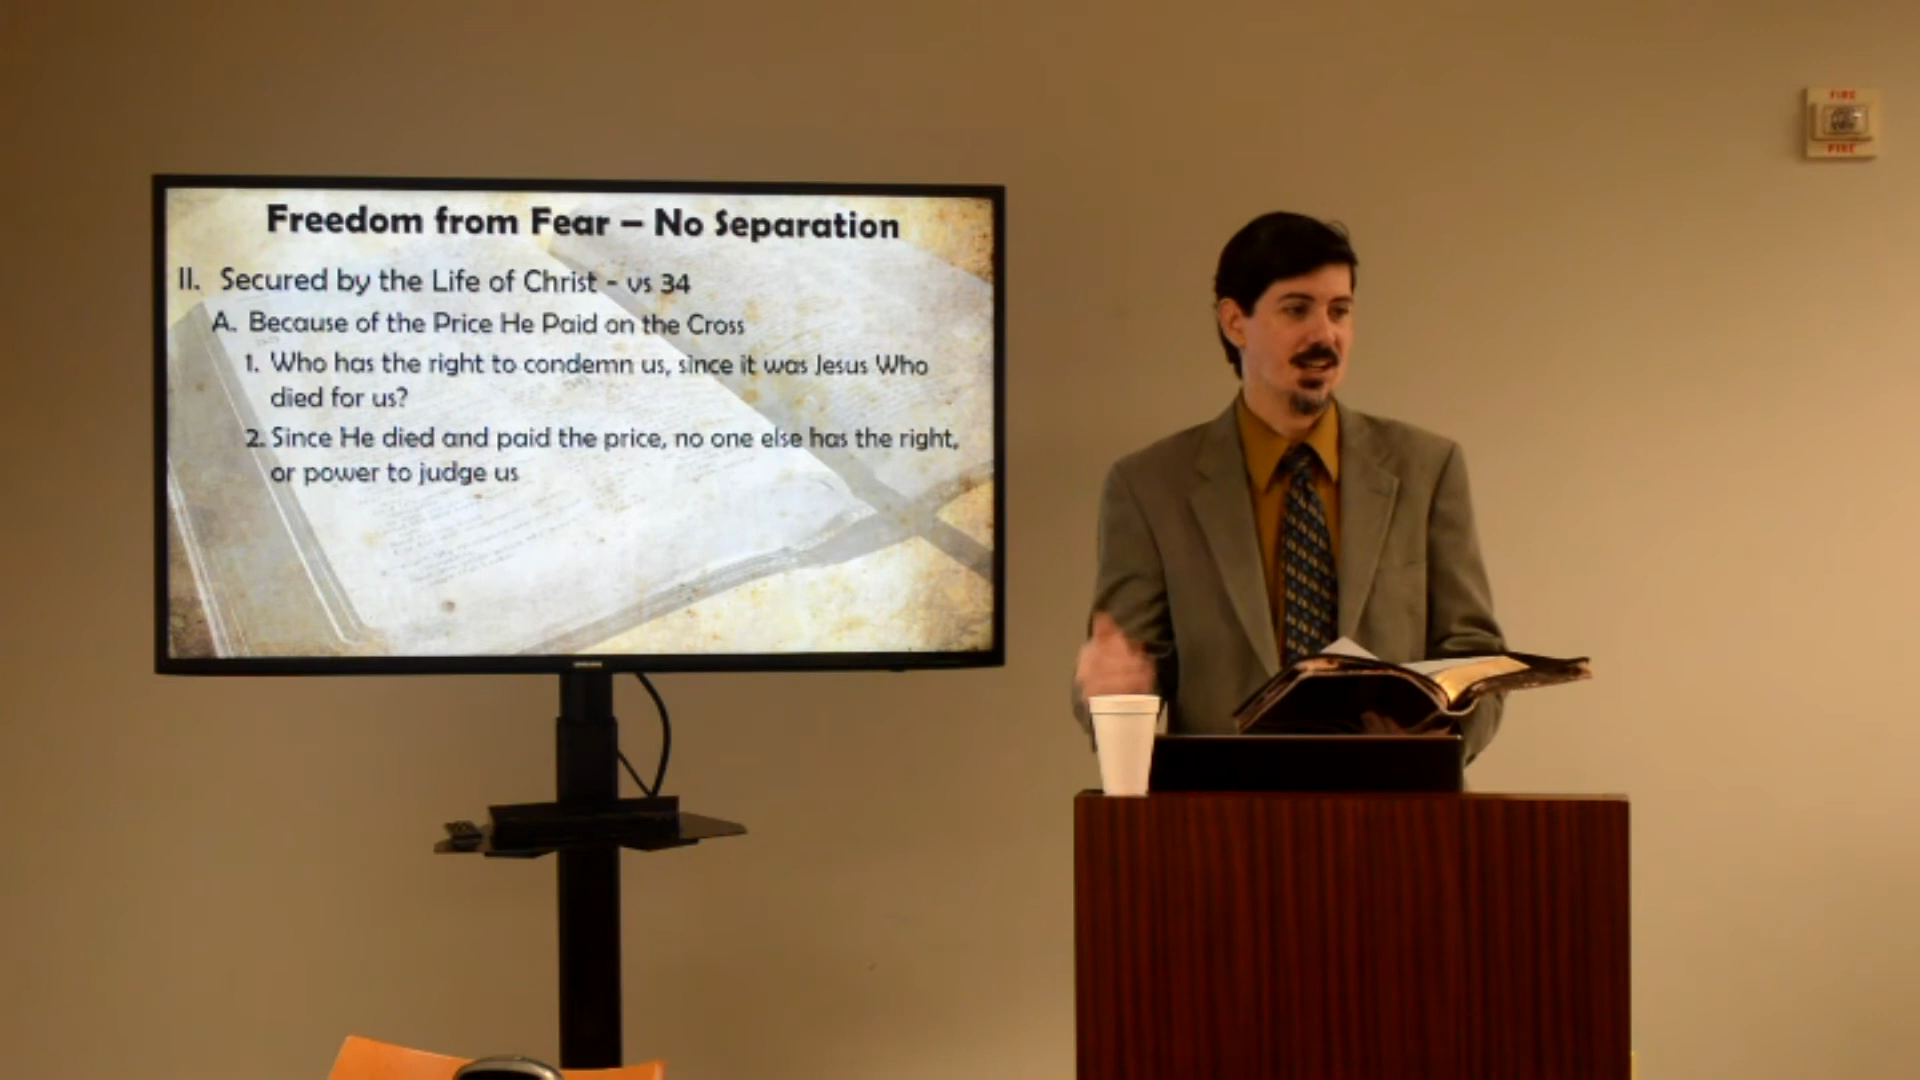 Freedom from Fear – No Separation
II. Secured by the Life of Christ - vs 34
A. Because of the Price He Paid on the Cross
1. Who has the right to condemn us, since it was Jesus Who
died for us?
2. Since He died and paid the price, no one else has the right,
or power to judge us
FIRE
FIRE